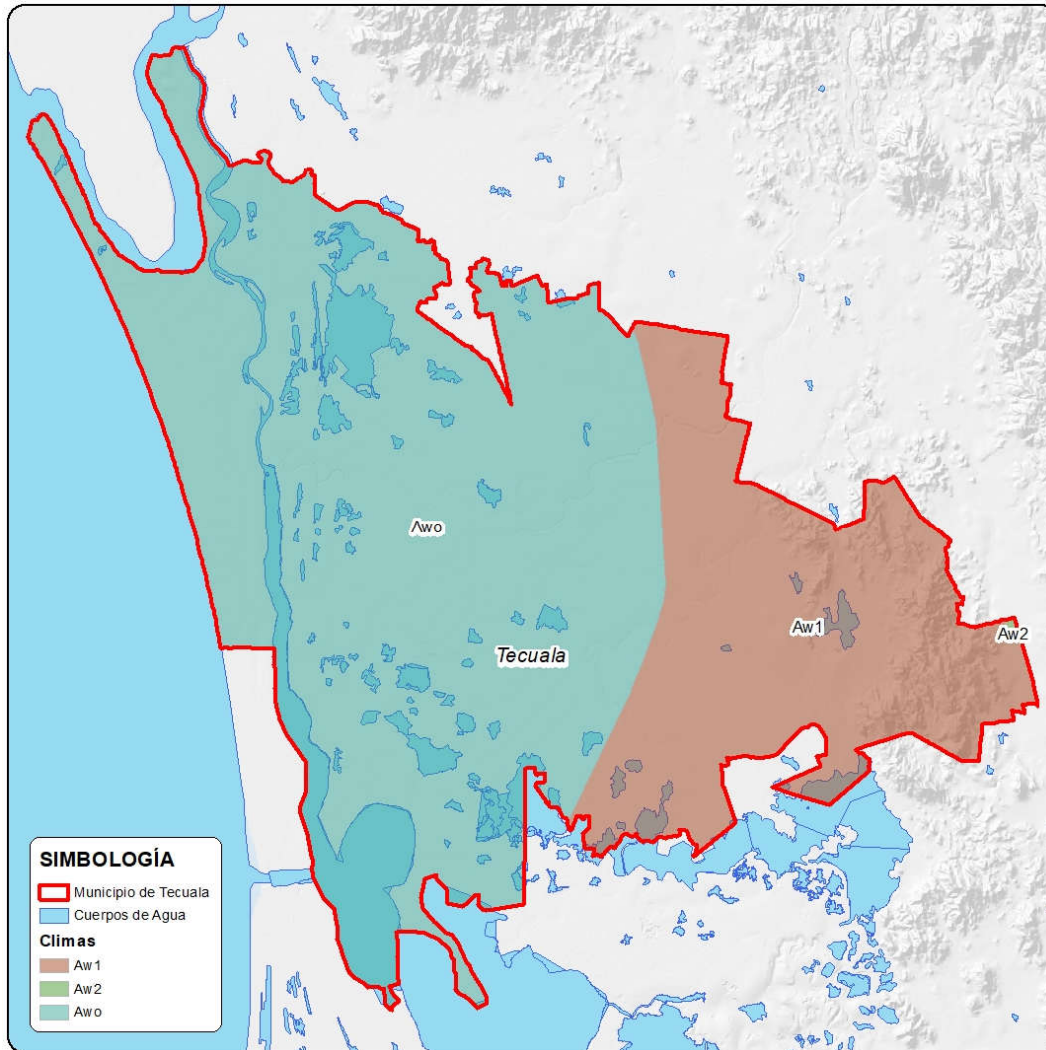 Awo
Tecuala
Aw1
Aw2
SIMBOLOGÍA
Municipio de Tecuala
Cuerpos de Agua
Climas
Aw1
Aw2
Awo